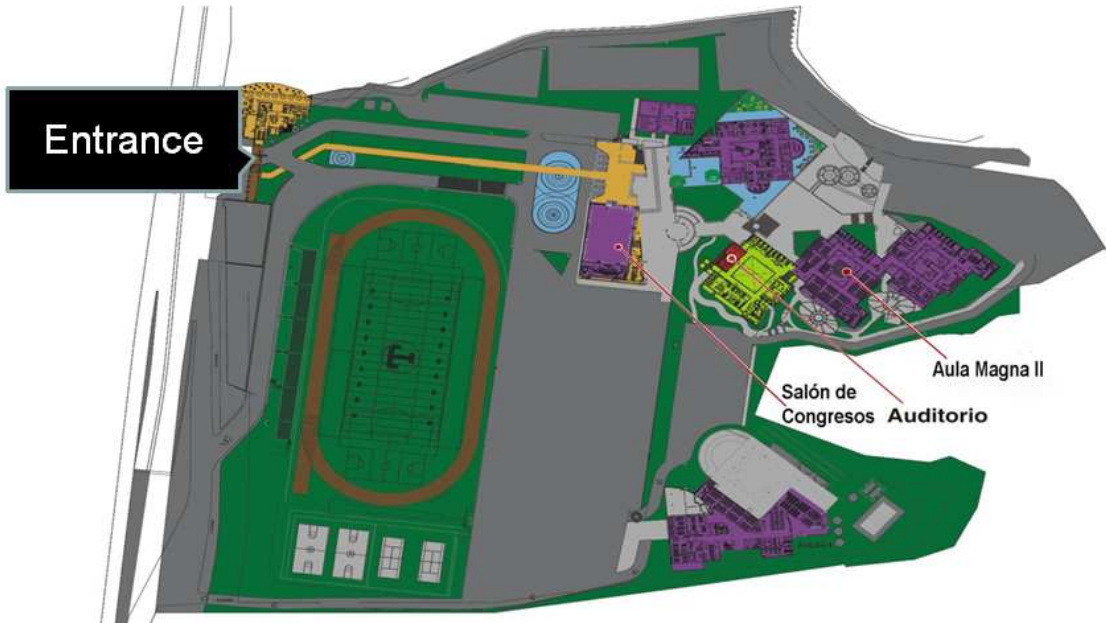 Entrance
Aula Magna II
Salón de
Congresos
Auditorio